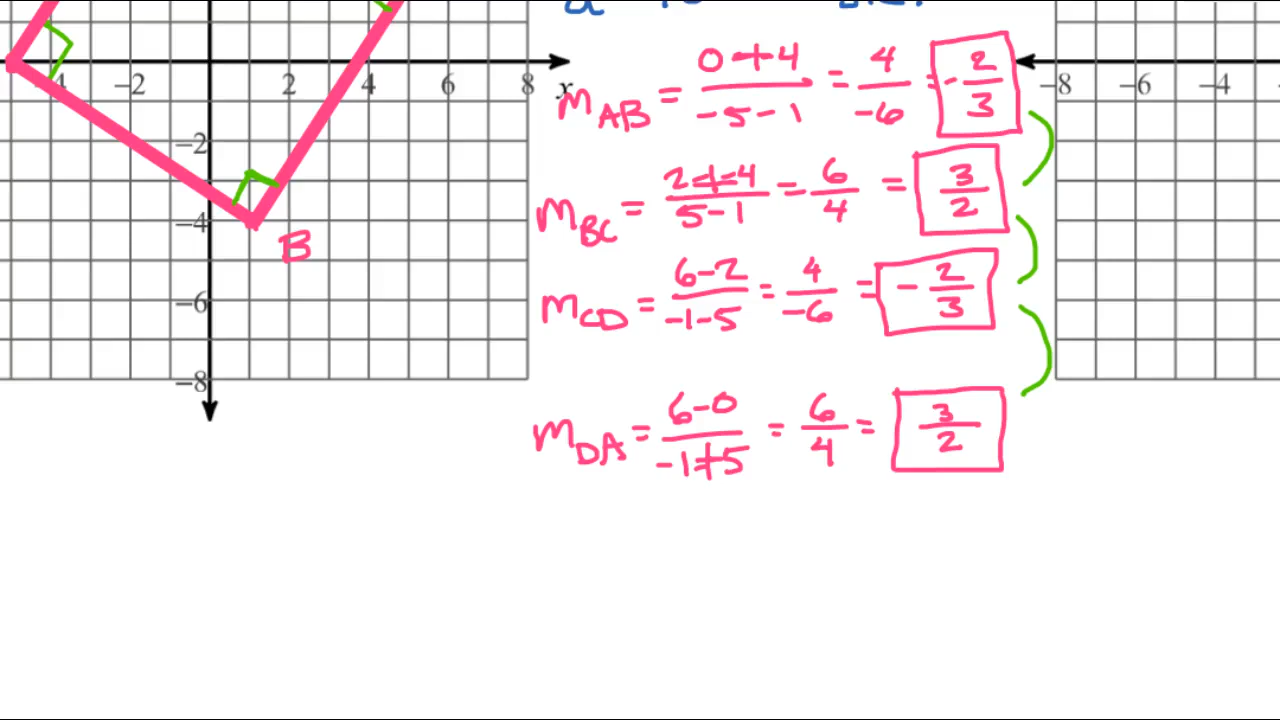 -4 -2 2 4 6 8 x
-8 -6 -4
-2
-4
-6
-8
B
m_AB = (0+4)/(-5-1) = 4/-6 = -2/3
m_BC = (2+4)/(5-1) = 6/4 = 3/2
m_CD = (6-2)/(-1-5) = 4/-6 = -2/3
m_DA = (6-0)/(-1+5) = 6/4 = 3/2